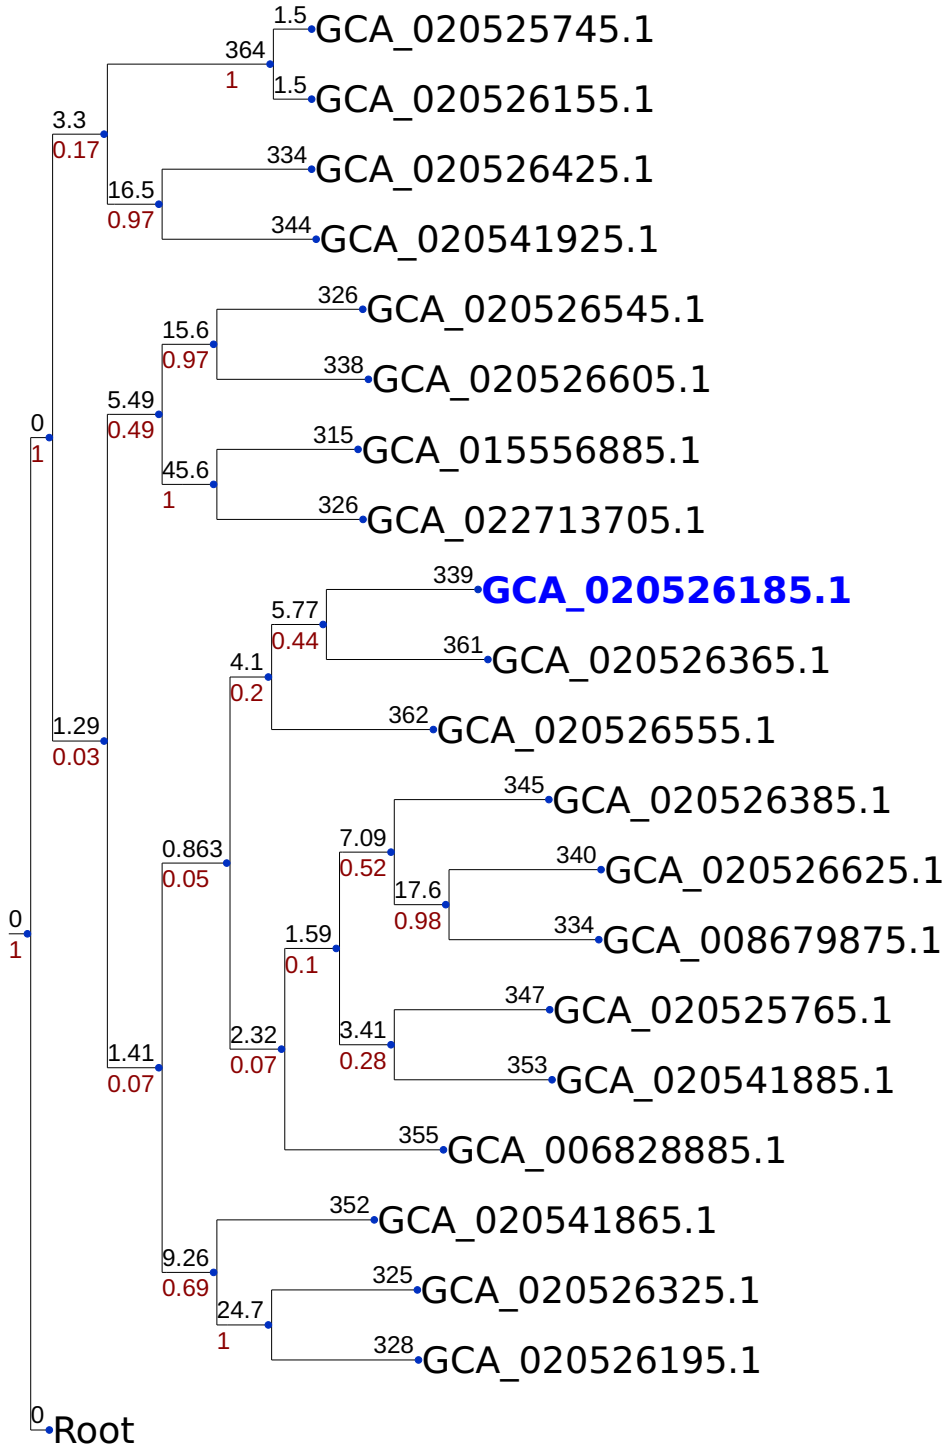 1.5
GCA_020525745.1
364
1
1.5
GCA_020526155.1
3.3
0.17
334
GCA_020526425.1
16.5
0.97
344
GCA_020541925.1
326
GCA_020526545.1
15.6
0.97
338
GCA_020526605.1
5.49
0.49
0
1
315
GCA_015556885.1
45.6
1
326
GCA_022713705.1
339
GCA_020526185.1
5.77
0.44
361
GCA_020526365.1
4.1
0.2
362
GCA_020526555.1
1.29
0.03
345
GCA_020526385.1
7.09
0.52
0.863
0.05
340
GCA_020526625.1
17.6
0.98
0
1
334
GCA_008679875.1
1.59
0.1
347
GCA_020525765.1
2.32
0.07
3.41
0.28
1.41
0.07
353
GCA_020541885.1
355
GCA_006828885.1
352
GCA_020541865.1
9.26
0.69
325
GCA_020526325.1
24.7
1
328
GCA_020526195.1
0
Root